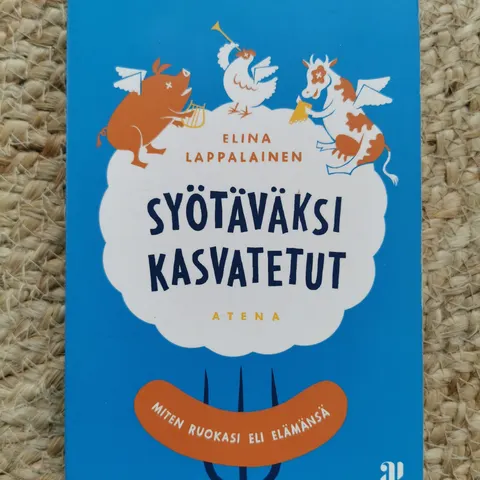 ELINA
LAPPALAINEN
SYÖTÄVÄKSI
KASVATETUT
ATENA
MITEN RUOKASI ELI ELÄMÄNSÄ